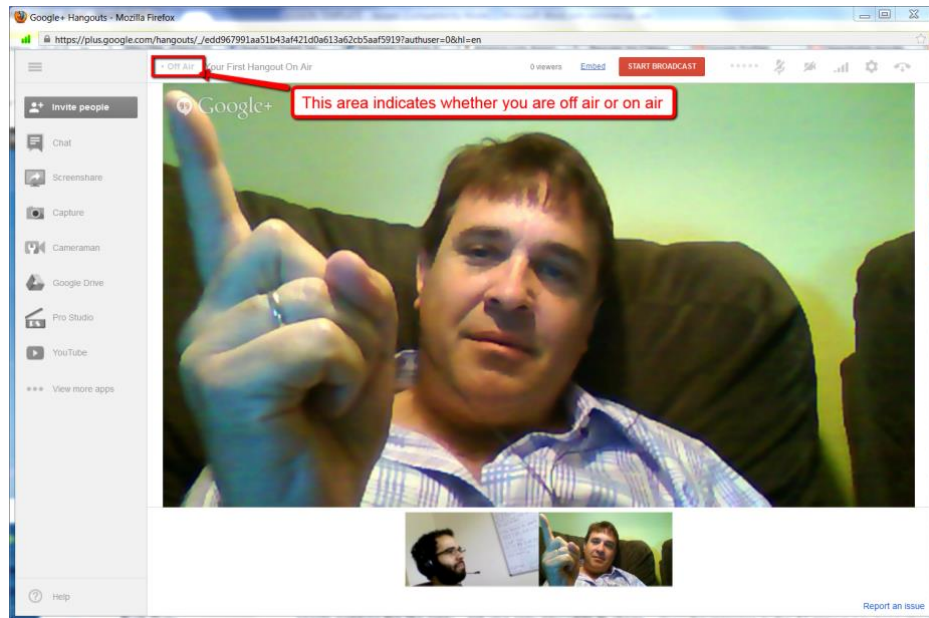 Google+ Hangouts - Mozilla Firefox
https://plus.google.com/hangouts/_/edd967991aa51b43af421d0a613a62cb5aaf5919?authuser=0&hl=en
Off Air Your First Hangout On Air 0 viewers Embed START BROADCAST
This area indicates whether you are off air or on air
Google+
Invite people
Chat
Screenshare
Capture
Cameraman
Google Drive
Pro Studio
YouTube
View more apps
Help
Report an issue